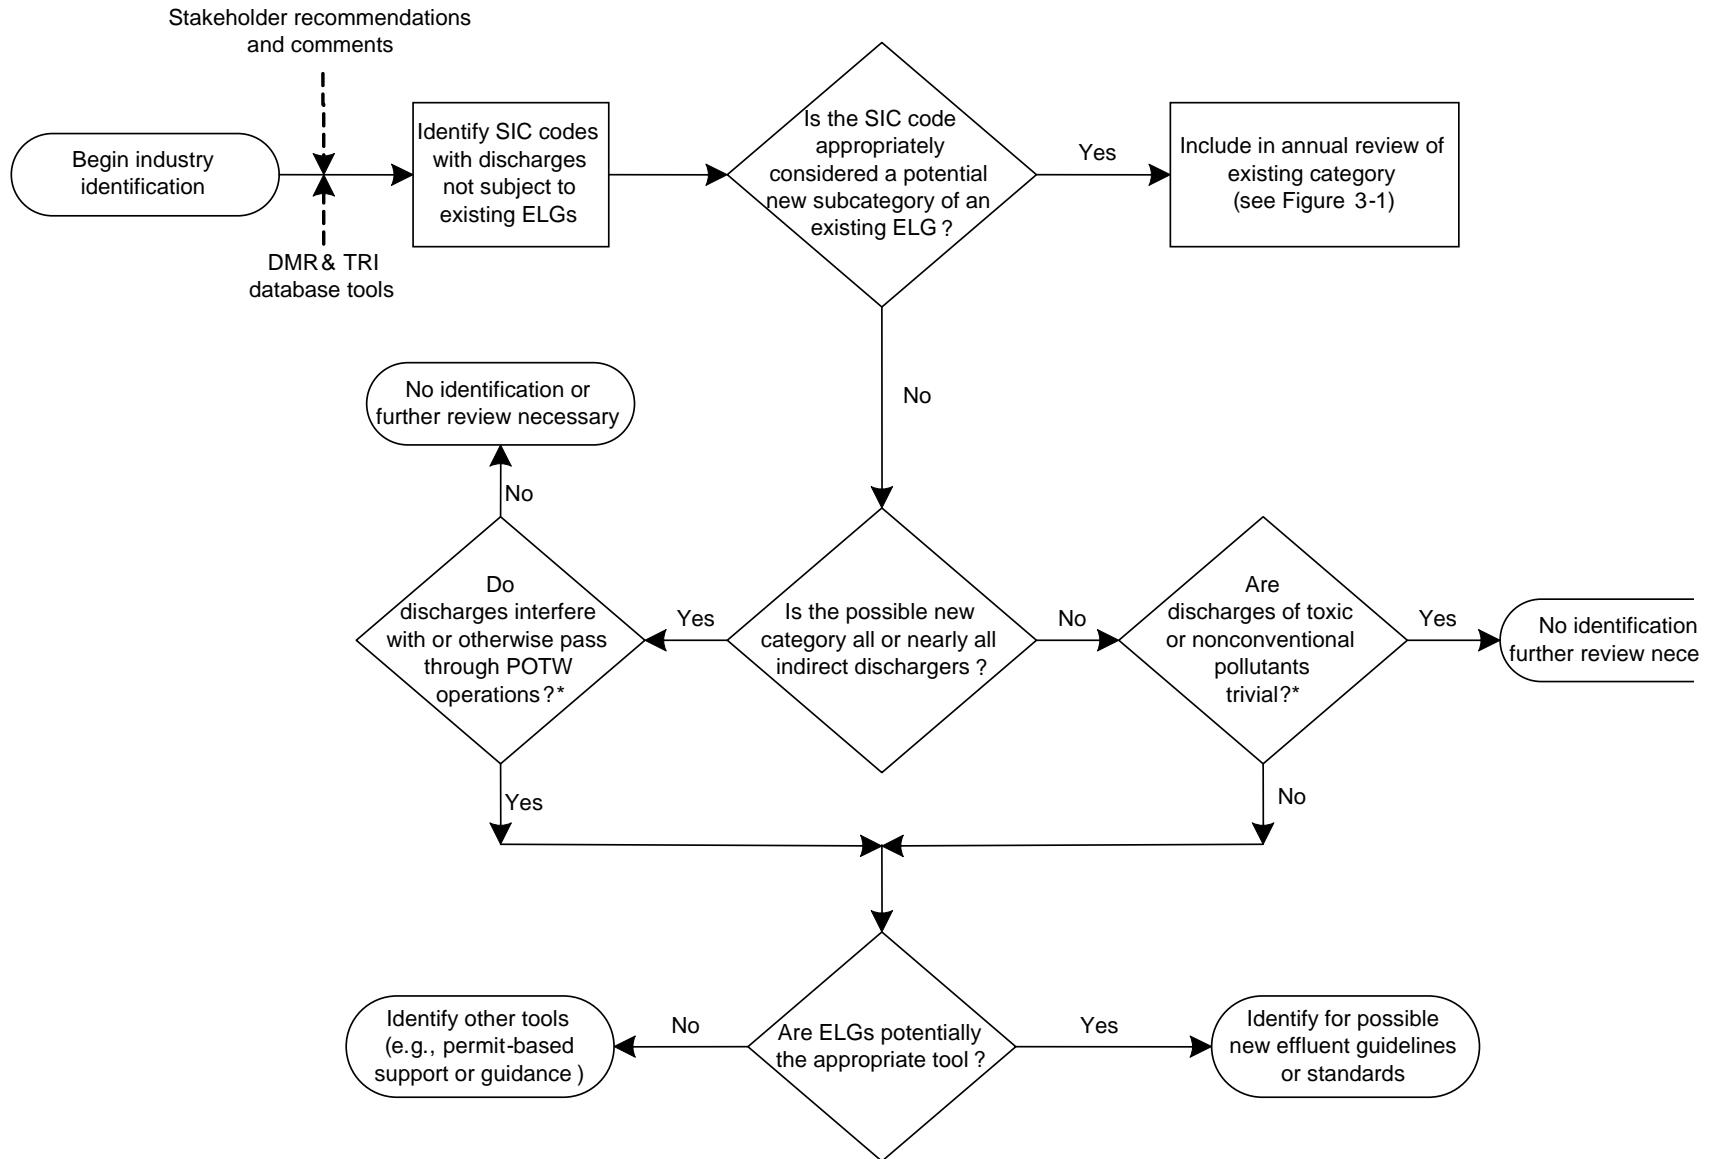 Stakeholder recommendations
and comments
Begin industry
identification
DMR & TRI
database tools
Identify SIC codes
with discharges
not subject to
existing ELGs
Is the SIC code
appropriately
considered a potential
new subcategory of an
existing ELG?
Yes
Include in annual review of
existing category
(see Figure 3-1)
No
No identification or
further review necessary
No
Do
discharges interfere
with or otherwise pass
through POTW
operations?*
Yes
Is the possible new
category all or nearly all
indirect dischargers?
No
Are
discharges of toxic
or nonconventional
pollutants
trivial?*
Yes
No identification
further review
Yes
No
Identify other tools
(e.g., permit-based
support or guidance)
No
Are ELGs potentially
the appropriate tool?
Yes
Identify for possible
new effluent guidelines
or standards